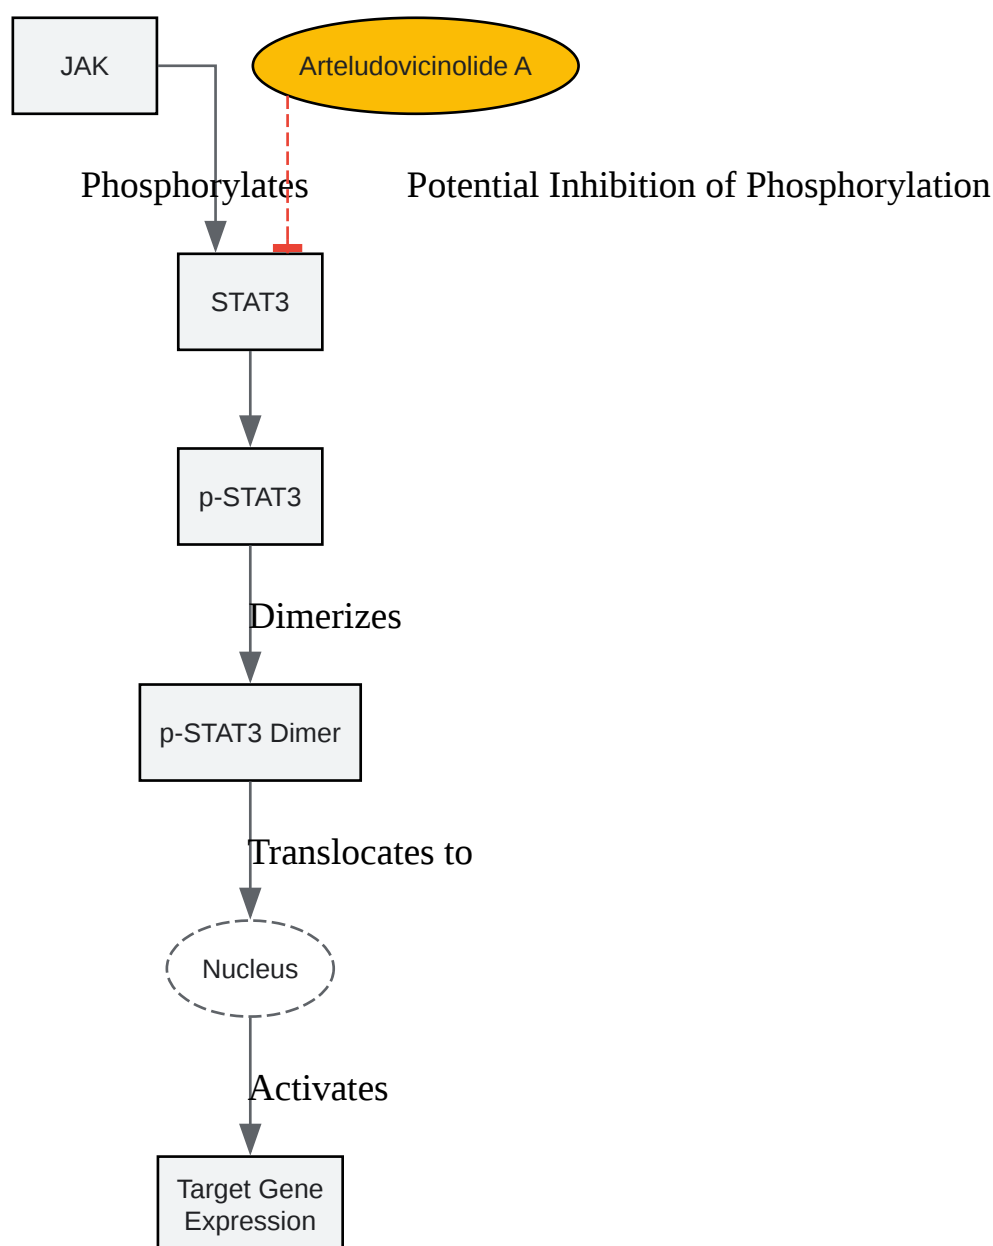 JAK
Arteludovicinolide A
Phosphorylates
Potential Inhibition of Phosphorylation
STAT3
p-STAT3
Dimerizes
p-STAT3 Dimer
Translocates to
Nucleus
Activates
Target Gene
Expression